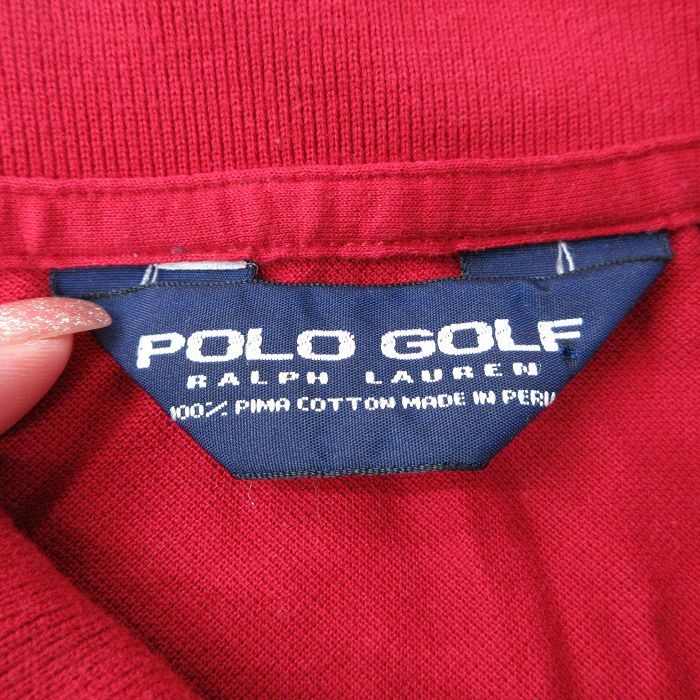 POLO GOLF
RALPH LAUREN
100% PIMA COTTON MADE IN PERU